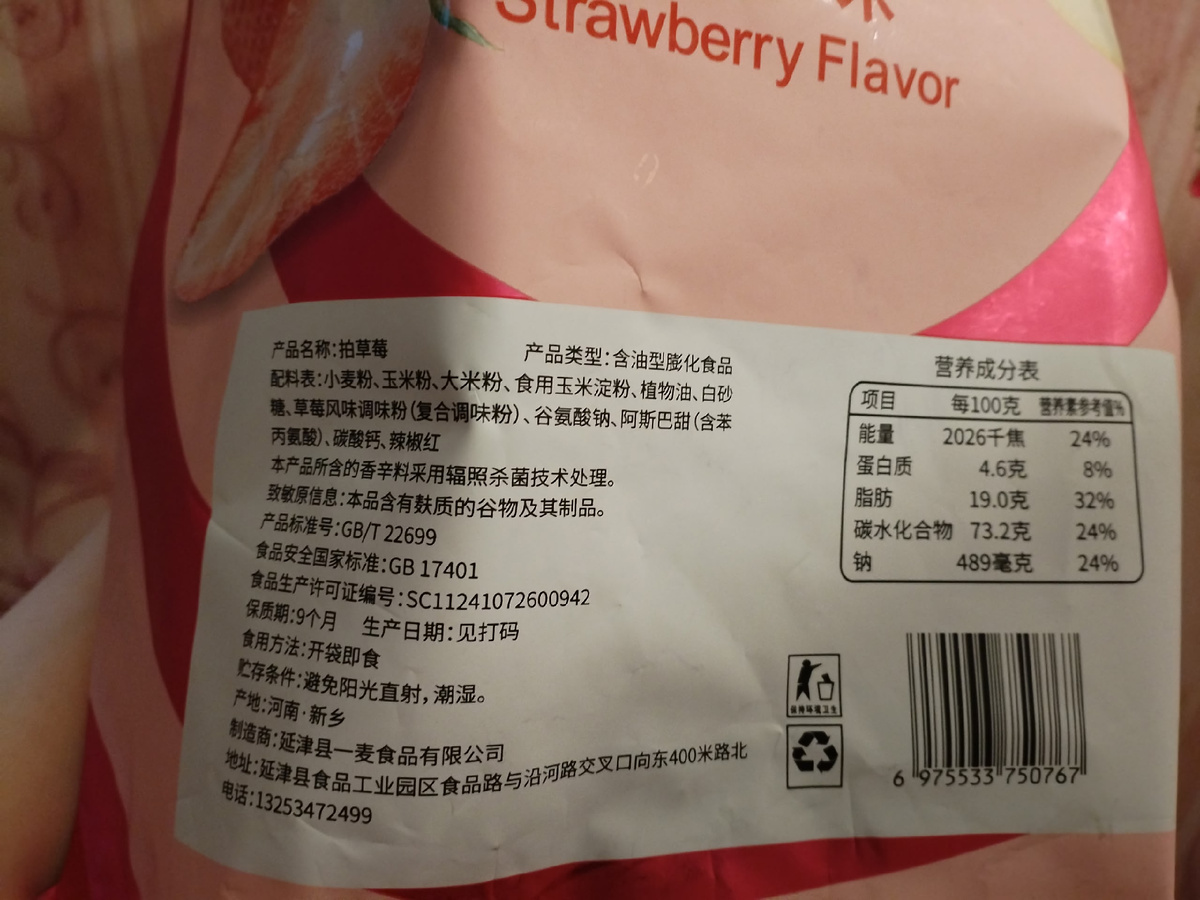 Strawberry Flavor
产品名称:拍草莓 产品类型:含油型膨化食品
配料表:小麦粉、玉米粉、大米粉、食用玉米淀粉、植物油、白砂
糖、草莓风味调味粉(复合调味粉)、谷氨酸钠、阿斯巴甜(含苯
丙氨酸)、碳酸钙、辣椒红
本产品所含的香辛料采用辐照杀菌技术处理。
致敏原信息:本品含有麸质的谷物及其制品。
产品标准号:GB/T 22699
食品安全国家标准:GB 17401
食品生产许可证编号:SC11241072600942
保质期:9个月 生产日期:见打码
食用方法:开袋即食
贮存条件:避免阳光直射,潮湿。
产地:河南·新乡
制造商:延津县一麦食品有限公司
地址:延津县食品工业园区食品路与沿河路交叉口向东400米路北
电话:13253472499
营养成分表
项目 每100克 营养素参考值%
能量 2026千焦 24%
蛋白质 4.6克 8%
脂肪 19.0克 32%
碳水化合物 73.2克 24%
钠 489毫克 24%
保持环境卫生
6 975533 750767